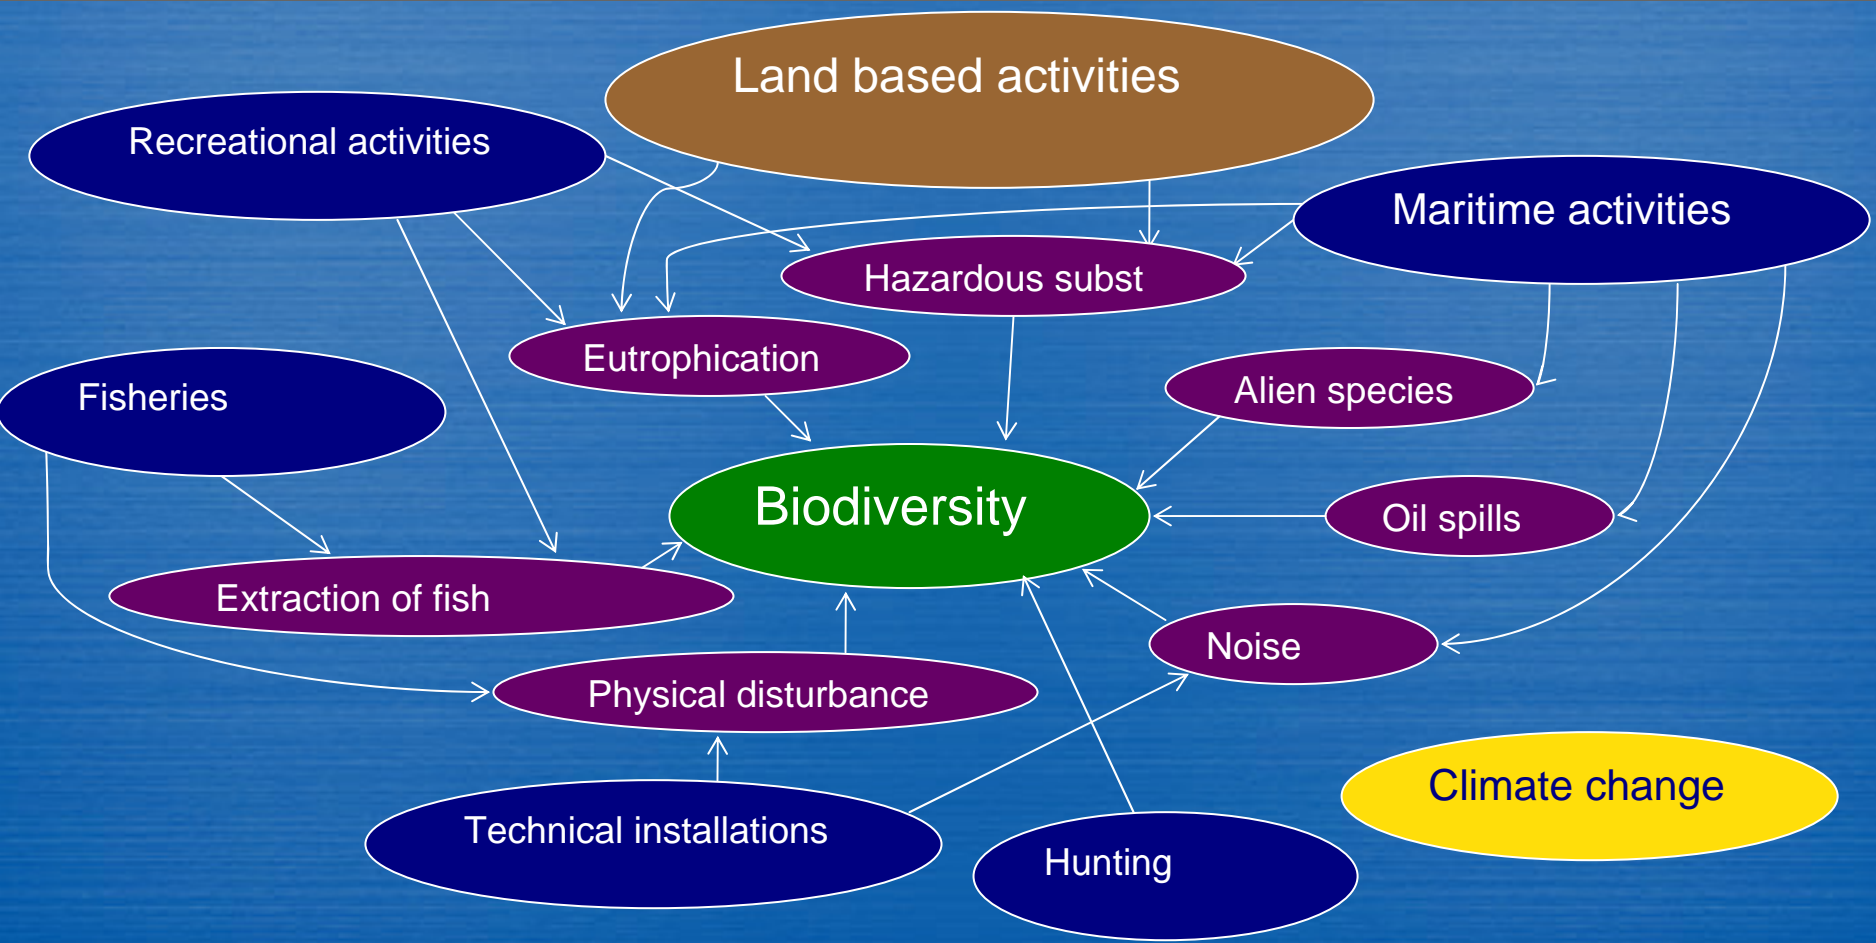 Land based activities
Recreational activities
Maritime activities
Hazardous subst
Eutrophication
Fisheries
Alien species
Biodiversity
Oil spills
Extraction of fish
Noise
Physical disturbance
Climate change
Technical installations
Hunting